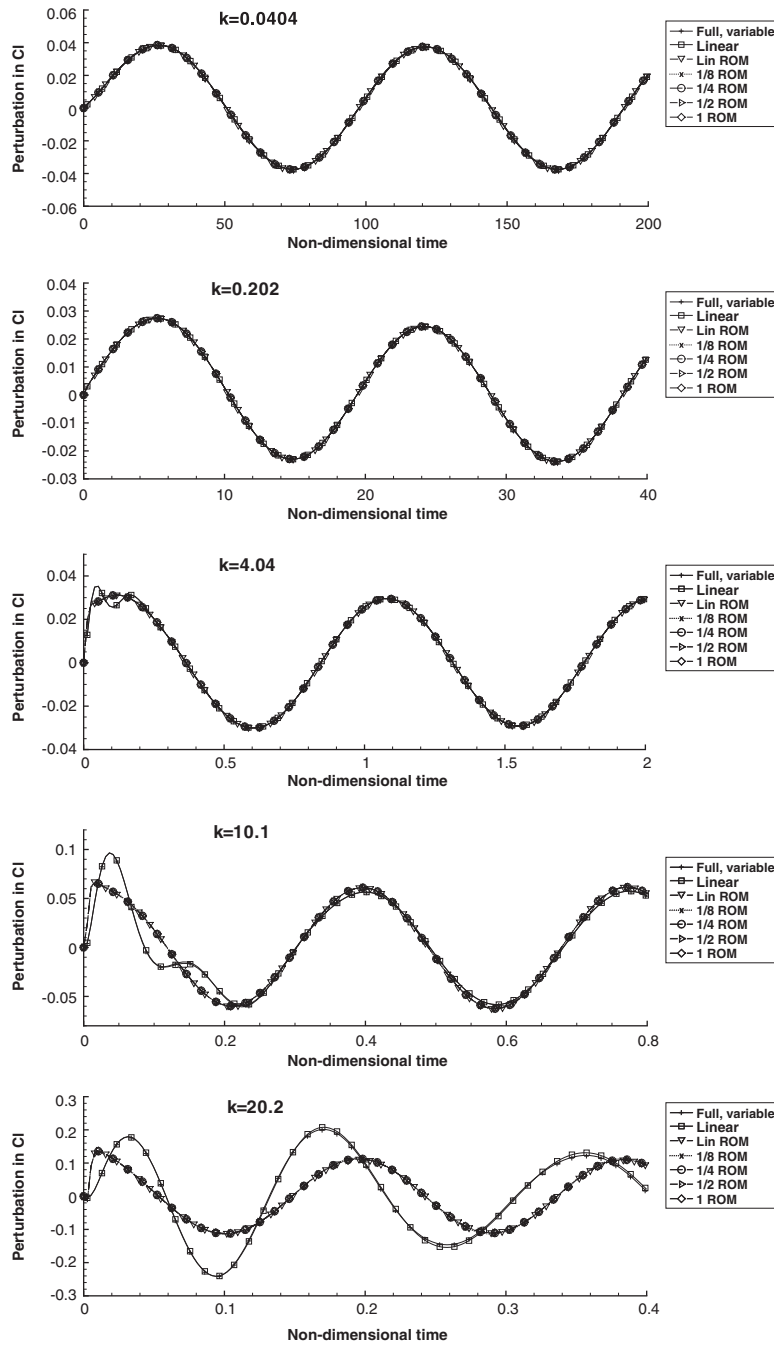 k=0.0404
Perturbation in Cl
0.06
0.04
0.02
0
-0.02
-0.04
-0.06
0
50
100
150
200
Non-dimensional time
Full, variable
Linear
Lin ROM
1/8 ROM
1/4 ROM
1/2 ROM
1 ROM
k=0.202
Perturbation in Cl
0.04
0.03
0.02
0.01
0
-0.01
-0.02
-0.03
0
10
20
30
40
Non-dimensional time
Full, variable
Linear
Lin ROM
1/8 ROM
1/4 ROM
1/2 ROM
1 ROM
k=4.04
Perturbation in Cl
0.04
0.02
0
-0.02
-0.04
0
0.5
1
1.5
2
Non-dimensional time
Full, variable
Linear
Lin ROM
1/8 ROM
1/4 ROM
1/2 ROM
1 ROM
k=10.1
Perturbation in Cl
0.1
0.05
0
-0.05
0
0.2
0.4
0.6
0.8
Non-dimensional time
Full, variable
Linear
Lin ROM
1/8 ROM
1/4 ROM
1/2 ROM
1 ROM
k=20.2
Perturbation in Cl
0.3
0.2
0.1
0
-0.1
-0.2
-0.3
0
0.1
0.2
0.3
0.4
Non-dimensional time
Full, variable
Linear
Lin ROM
1/8 ROM
1/4 ROM
1/2 ROM
1 ROM